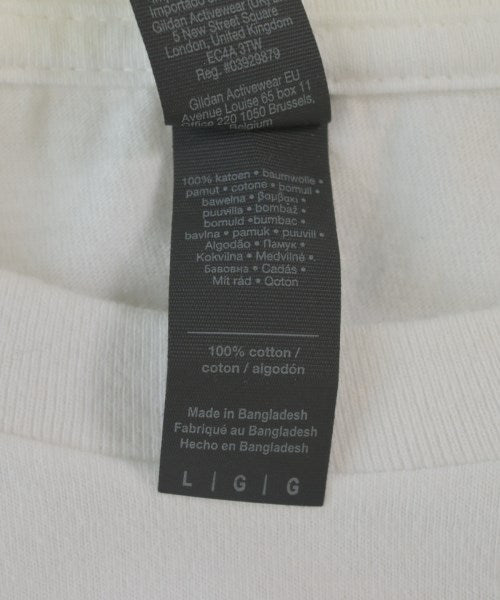 Importado
Gildan Activewear (UK)
5 New Street Square
London, United Kingdom
EC4A 3TW
Reg. #03929879
Gildan Activewear EU
Avenue Louise 65 box 11
Office 220 1050 Brussels,
Belgium
100% katoen • baumwolle •
pamut • cotone • bomull •
bawełna • βαμβακι •
puuvilla • bombaž •
bomuld • bumbac •
bavlna • pamuk • puuvill •
Algodão • Памук •
Kokvilna • Medvilnė •
бавовна • Cadás •
Mít rád • Qoton
100% cotton /
coton / algodón
Made in Bangladesh
Fabriqué au Bangladesh
Hecho en Bangladesh
L | G | G